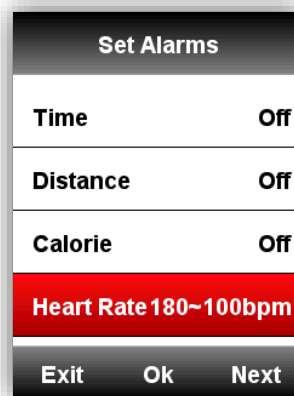 Set Alarms
Time Off
Distance Off
Calorie Off
Heart Rate 180~100bpm
Exit Ok Next